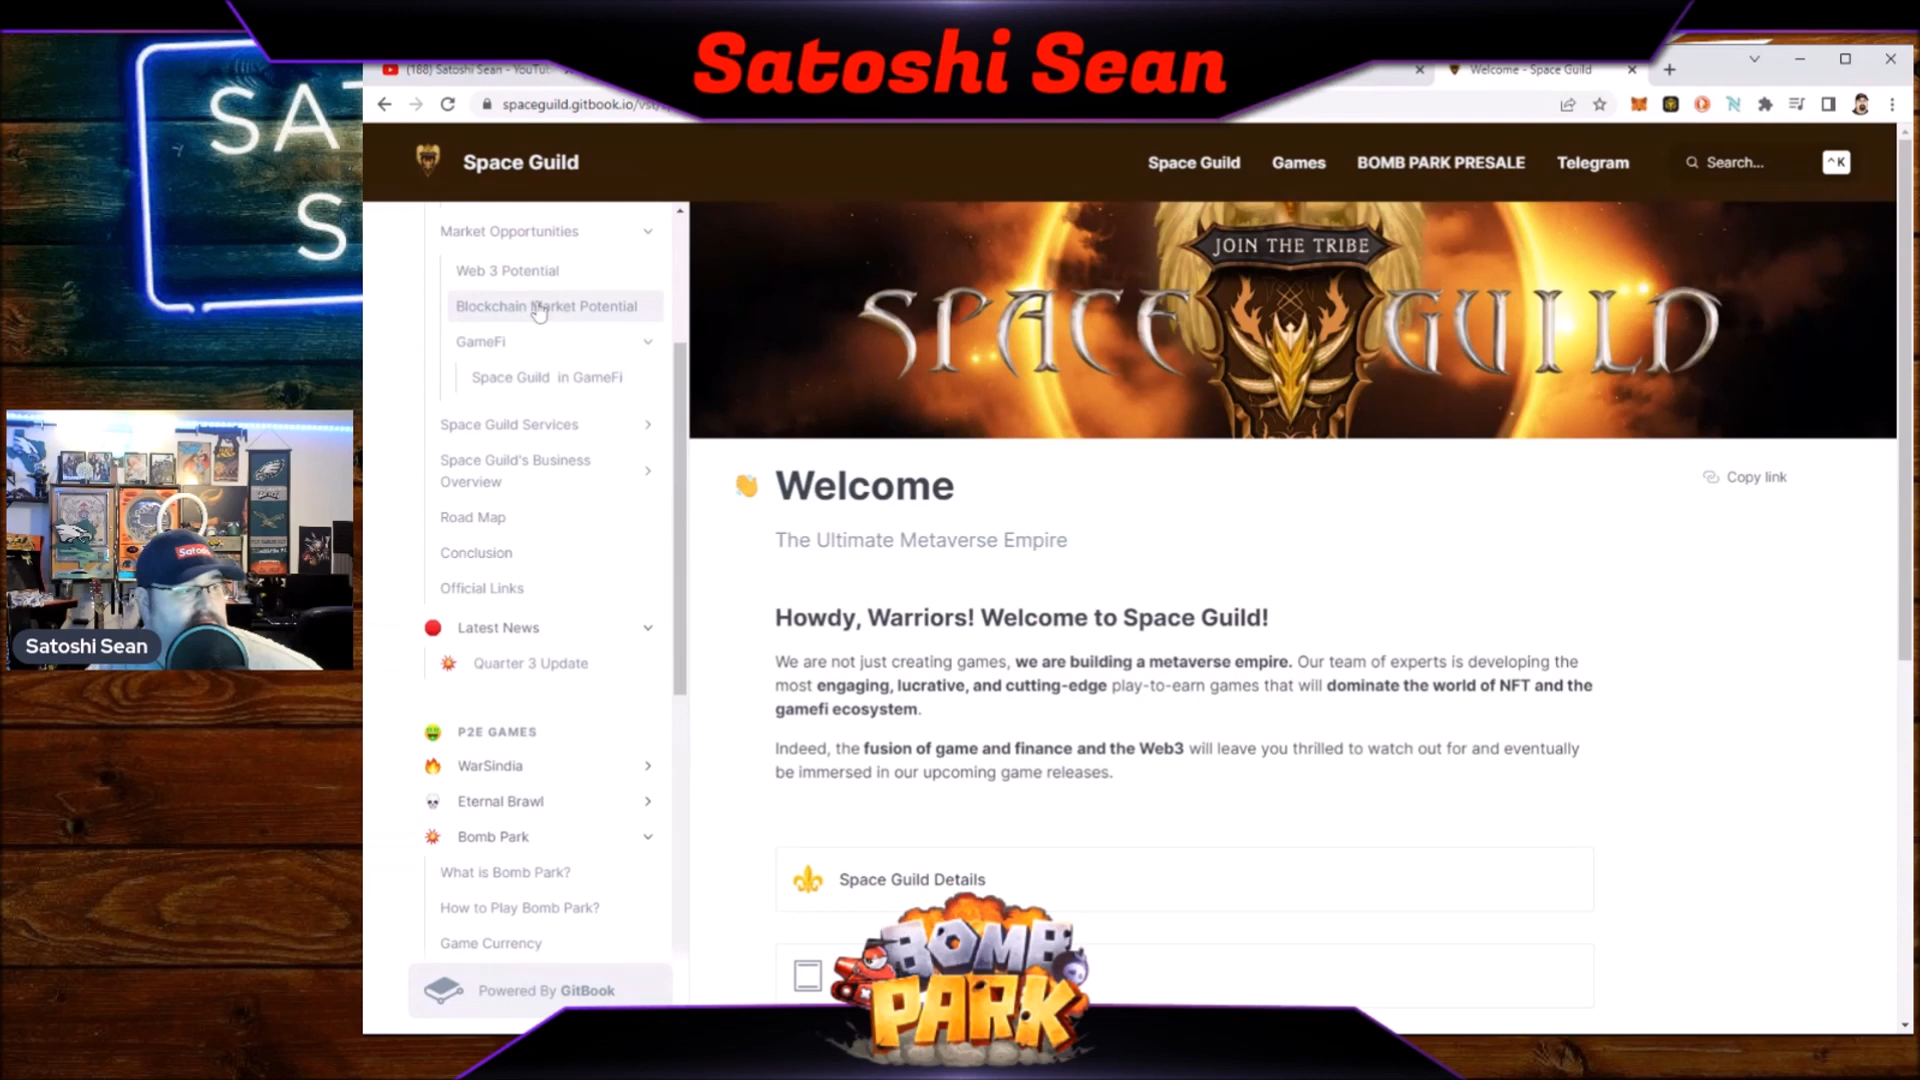 Satoshi Sean
SAT
S
(188) Satoshi Sean - YouTu
Welcome - Space Guild
spaceguild.gitbook.io/
Space Guild
Space Guild
Games
BOMB PARK PRESALE
Telegram
Search...
^K
Market Opportunities
Web 3 Potential
Blockchain Market Potential
GameFi
Space Guild in GameFi
Space Guild Services
Space Guild's Business
Overview
Road Map
Conclusion
Official Links
Latest News
Quarter 3 Update
P2E GAMES
WarSindia
Eternal Brawl
Bomb Park
What is Bomb Park?
How to Play Bomb Park?
Game Currency
Powered By GitBook
JOIN THE TRIBE
SPACE GUILD
Welcome
Copy link
The Ultimate Metaverse Empire
Howdy, Warriors! Welcome to Space Guild!
We are not just creating games, we are building a metaverse empire. Our team of experts is developing the
most engaging, lucrative, and cutting-edge play-to-earn games that will dominate the world of NFT and the
gamefi ecosystem.
Indeed, the fusion of game and finance and the Web3 will leave you thrilled to watch out for and eventually
be immersed in our upcoming game releases.
Space Guild Details
BOMB
PARK
Satoshi Sean